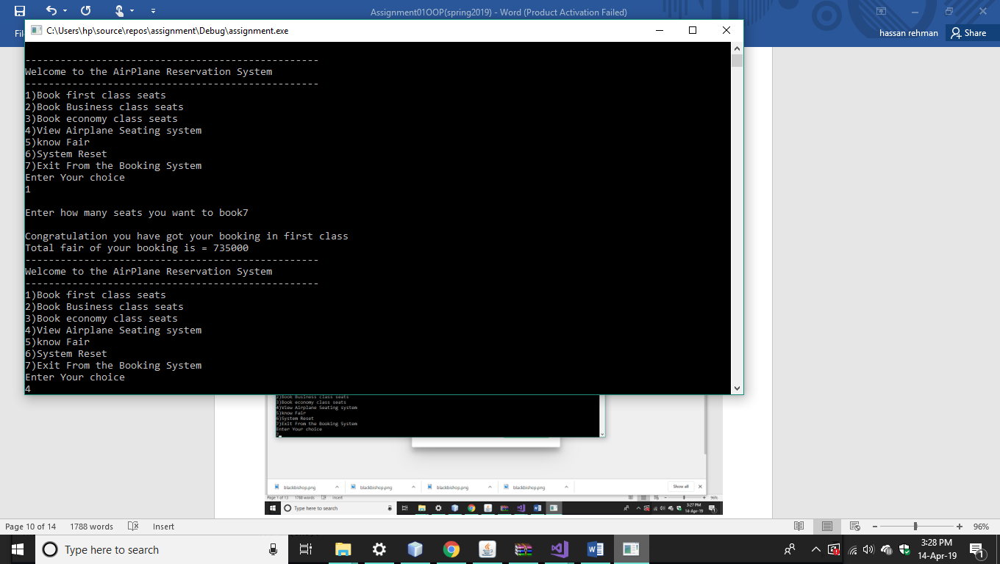 Assignment01OOP(spring2019) - Word (Product Activation Failed)
hassan rehman
Share
Fil
C:\Users\hp\source\repos\assignment\Debug\assignment.exe
--------------------------------------------------
Welcome to the AirPlane Reservation System
--------------------------------------------------
1)Book first class seats
2)Book Business class seats
3)Book economy class seats
4)View Airplane Seating system
5)know Fair
6)System Reset
7)Exit From the Booking System
Enter Your choice
1
Enter how many seats you want to book7
Congratulation you have got your booking in first class
Total fair of your booking is = 735000
--------------------------------------------------
Welcome to the AirPlane Reservation System
--------------------------------------------------
1)Book first class seats
2)Book Business class seats
3)Book economy class seats
4)View Airplane Seating system
5)know Fair
6)System Reset
7)Exit From the Booking System
Enter Your choice
4
2)Book Business class seats
3)Book economy class seats
4)View Airplane Seating system
5)know Fair
6)System Reset
7)Exit From the Booking System
Enter Your choice
blackbishop.png blackbishop.png blackbishop.png blackbishop.png Show all
Page 1 of 13 1788 words Insert 96%
Type here to search
3:27 PM
14-Apr-19
Page 10 of 14 1788 words Insert 96%
Type here to search
3:28 PM
14-Apr-19
1